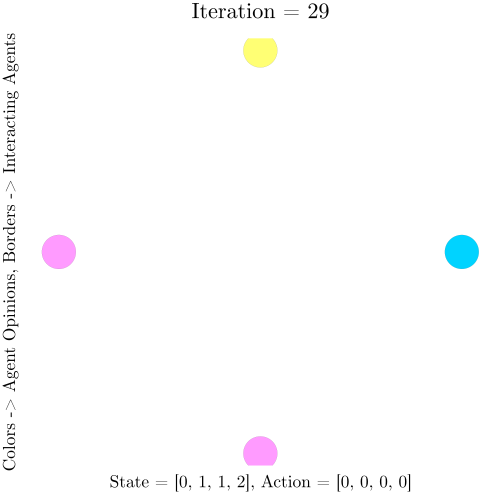 Iteration = 29
Colors -> Agent Opinions, Borders -> Interacting Agents
State = [0, 1, 1, 2], Action = [0, 0, 0, 0]